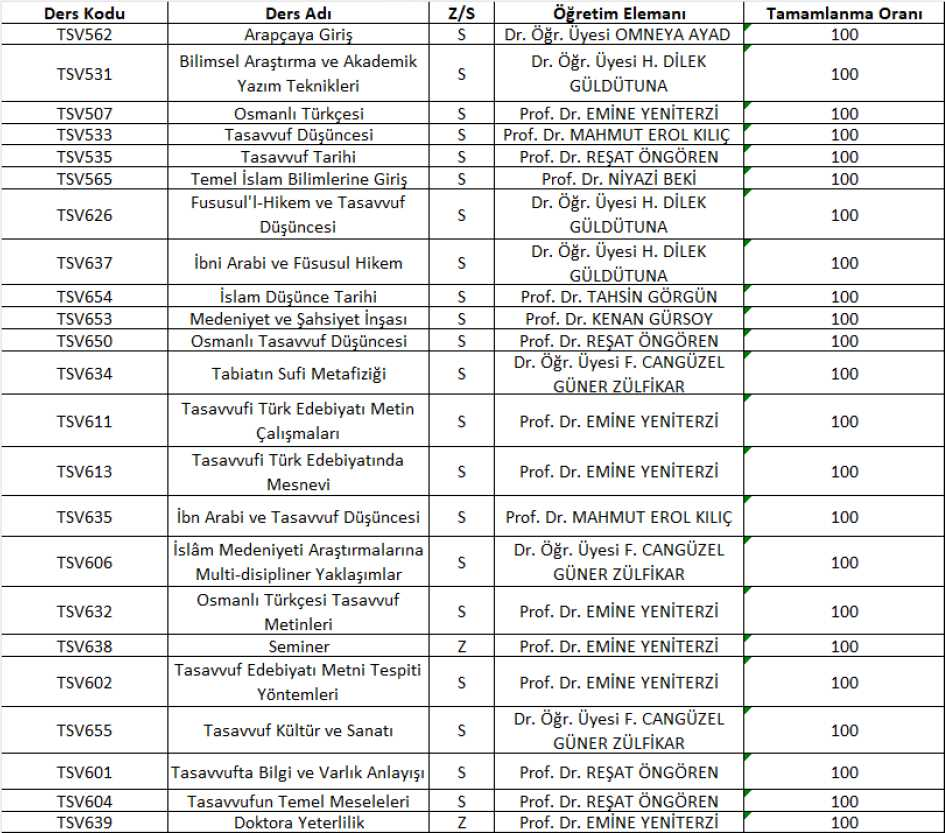 Ders Kodu Ders Adı Z/S Öğretim Elemanı Tamamlanma Oranı
TSV562 Arapçaya Giriş S Dr. Öğr. Üyesi OMNEYA AYAD 100
TSV531 Bilimsel Araştırma ve Akademik Yazım Teknikleri S Dr. Öğr. Üyesi H. DİLEK GÜLDÜTUNA 100
TSV507 Osmanlı Türkçesi S Prof. Dr. EMİNE YENİTERZİ 100
TSV533 Tasavvuf Düşüncesi S Prof. Dr. MAHMUT EROL KILIÇ 100
TSV535 Tasavvuf Tarihi S Prof. Dr. REŞAT ÖNGÖREN 100
TSV565 Temel İslam Bilimlerine Giriş S Prof. Dr. NİYAZİ BEKİ 100
TSV626 Fususul'l-Hikem ve Tasavvuf Düşüncesi S Dr. Öğr. Üyesi H. DİLEK GÜLDÜTUNA 100
TSV637 İbni Arabi ve Füsusul Hikem S Dr. Öğr. Üyesi H. DİLEK GÜLDÜTUNA 100
TSV654 İslam Düşünce Tarihi S Prof. Dr. TAHSİN GÖRGÜN 100
TSV653 Medeniyet ve Şahsiyet İnşası S Prof. Dr. KENAN GÜRSOY 100
TSV650 Osmanlı Tasavvuf Düşüncesi S Prof. Dr. REŞAT ÖNGÖREN 100
TSV634 Tabiatın Sufi Metafiziği S Dr. Öğr. Üyesi F. CANGÜZEL GÜNER ZÜLFİKAR 100
TSV611 Tasavvufi Türk Edebiyatı Metin Çalışmaları S Prof. Dr. EMİNE YENİTERZİ 100
TSV613 Tasavvufi Türk Edebiyatında Mesnevi S Prof. Dr. EMİNE YENİTERZİ 100
TSV635 İbn Arabi ve Tasavvuf Düşüncesi S Prof. Dr. MAHMUT EROL KILIÇ 100
TSV606 İslâm Medeniyeti Araştırmalarına Multi-disipliner Yaklaşımlar S Dr. Öğr. Üyesi F. CANGÜZEL GÜNER ZÜLFİKAR 100
TSV632 Osmanlı Türkçesi Tasavvuf Metinleri S Prof. Dr. EMİNE YENİTERZİ 100
TSV638 Seminer Z Prof. Dr. EMİNE YENİTERZİ 100
TSV602 Tasavvuf Edebiyatı Metni Tespiti Yöntemleri S Prof. Dr. EMİNE YENİTERZİ 100
TSV655 Tasavvuf Kültür ve Sanatı S Dr. Öğr. Üyesi F. CANGÜZEL GÜNER ZÜLFİKAR 100
TSV601 Tasavvufta Bilgi ve Varlık Anlayışı S Prof. Dr. REŞAT ÖNGÖREN 100
TSV604 Tasavvufun Temel Meseleleri S Prof. Dr. REŞAT ÖNGÖREN 100
TSV639 Doktora Yeterlilik Z Prof. Dr. EMİNE YENİTERZİ 100